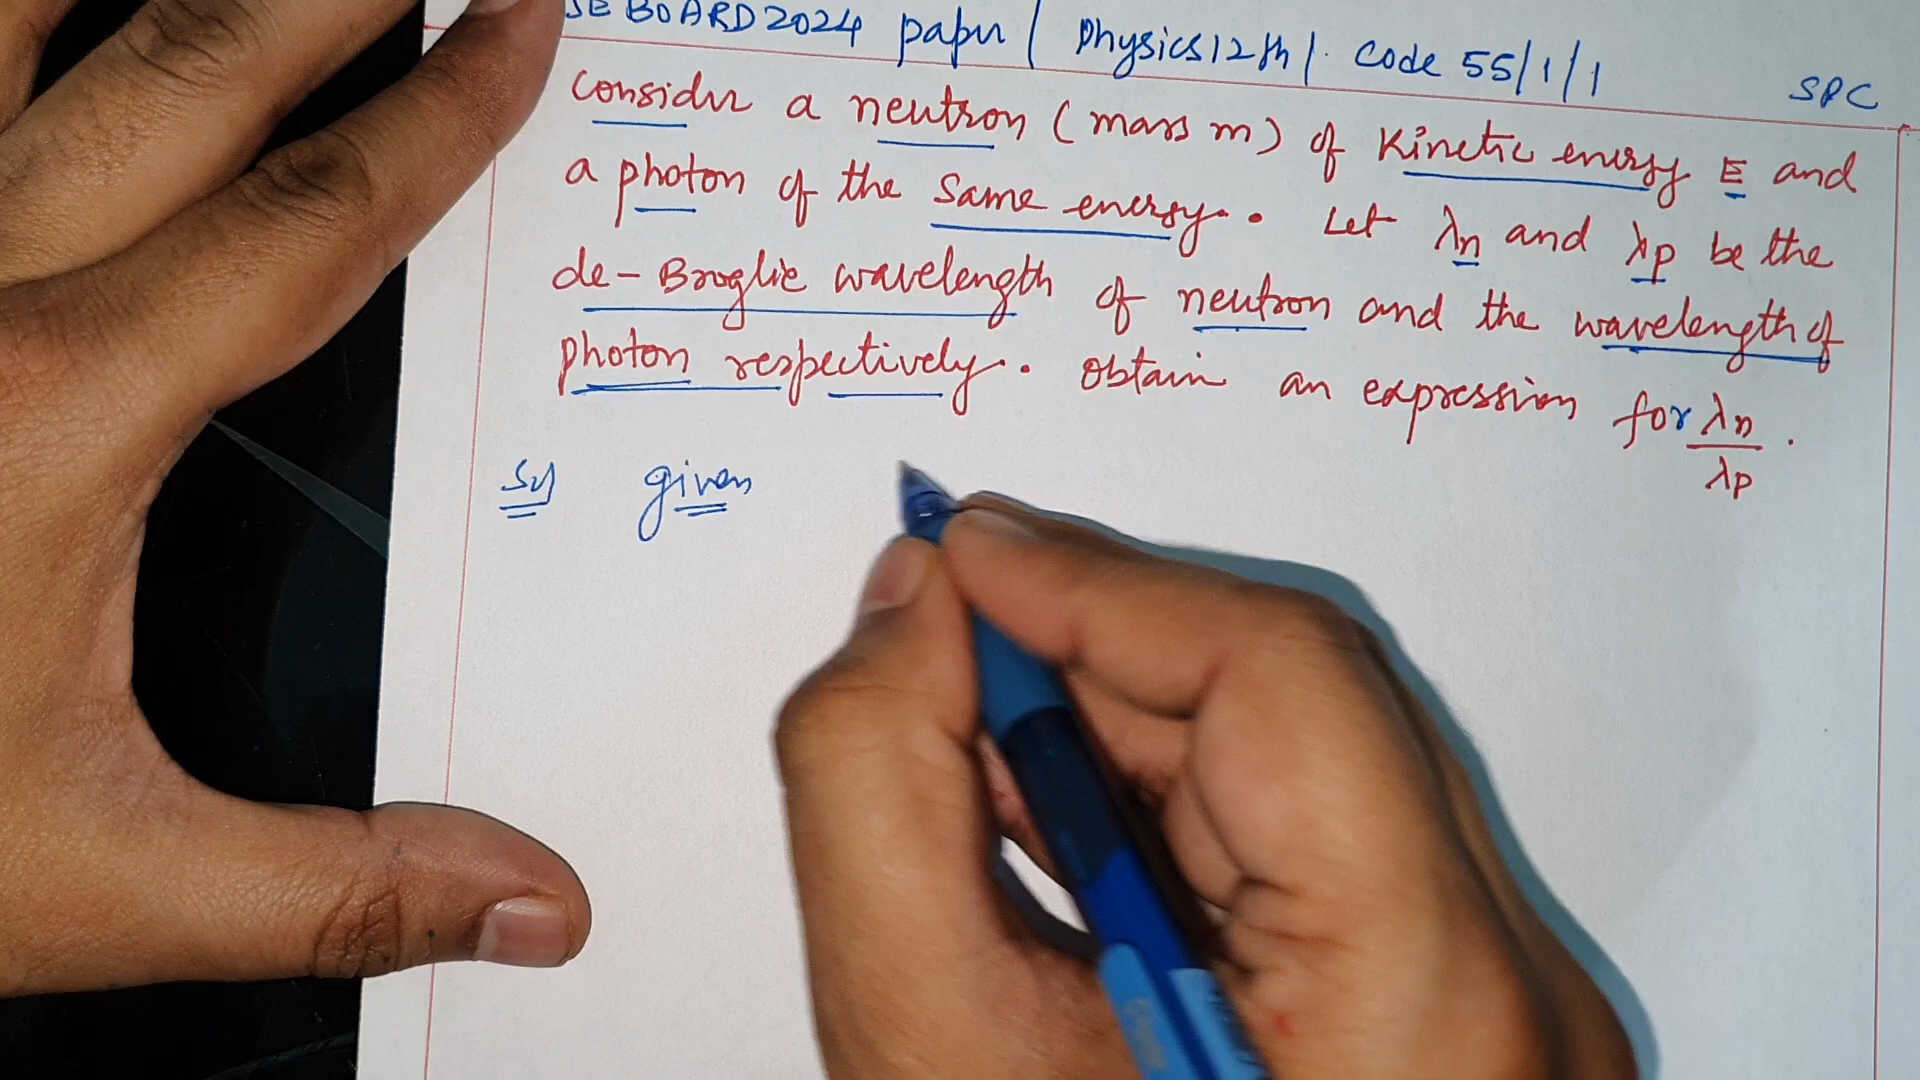 BOARD 2024 paper / Physics 12th /. Code 55/1/1
SPC
Consider a neutron (mass m) of Kinetic energy E and
a photon of the same energy. Let λn and λp be the
de-Broglie wavelength of neutron and the wavelength of
photon respectively. Obtain an expression for λn/λp.
Sol given